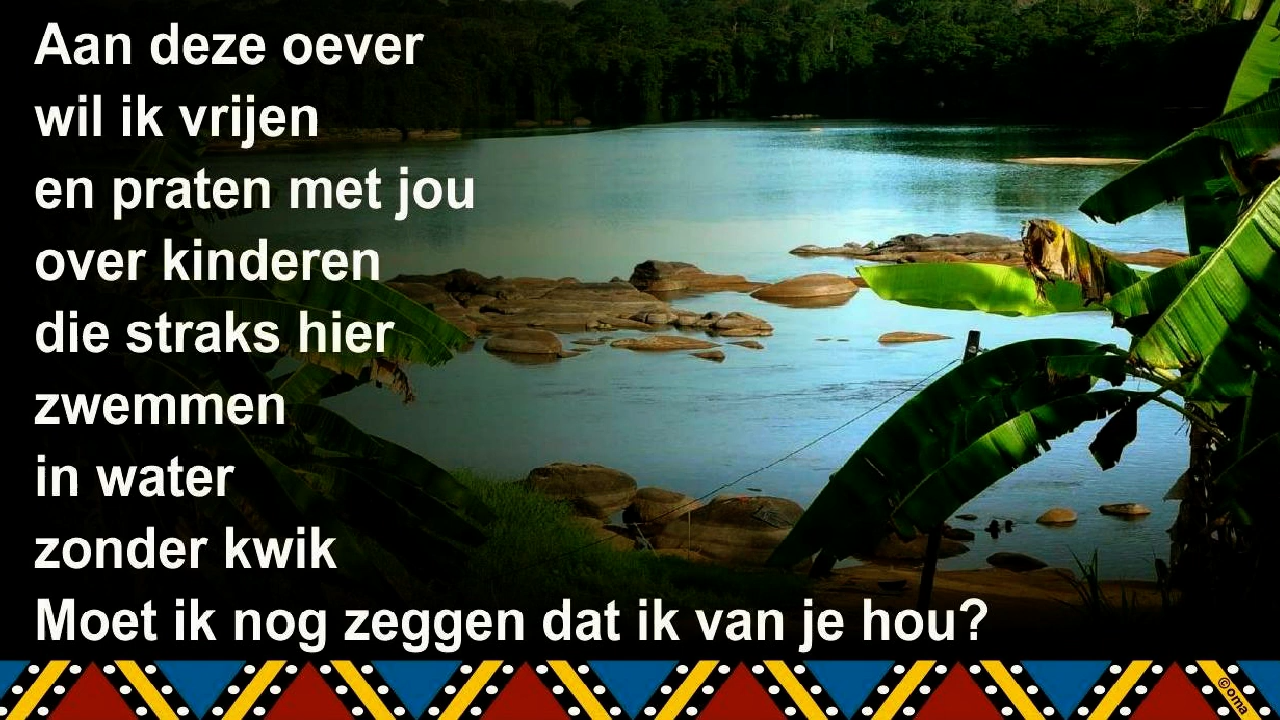 Aan deze oever
wil ik vrijen
en praten met jou
over kinderen
die straks hier
zwemmen
in water
zonder kwik
Moet ik nog zeggen dat ik van je hou?
©oma